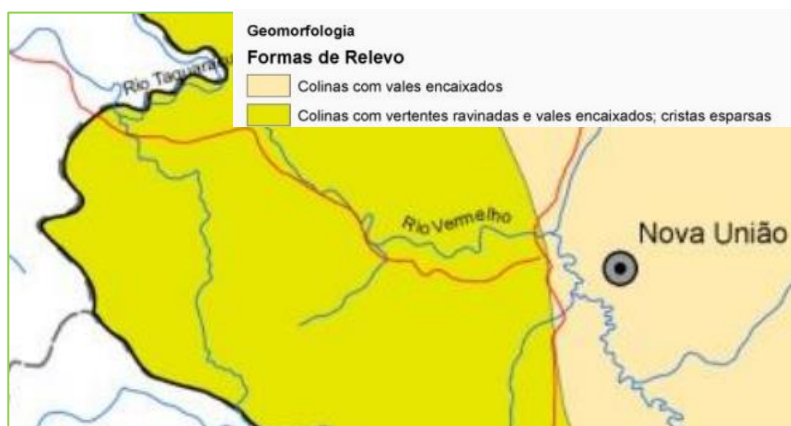 Geomorfologia
Formas de Relevo
Colinas com vales encaixados
Colinas com vertentes ravinadas e vales encaixados; cristas esparsas
Rio
Rio Vermelho
Nova União